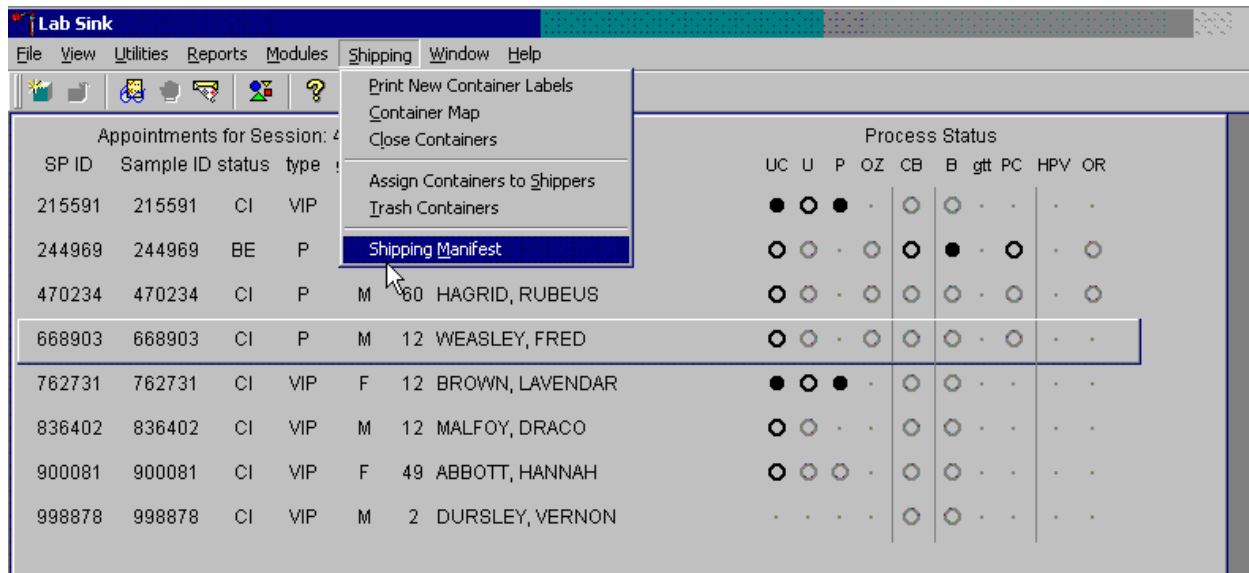 Lab Sink
File View Utilities Reports Modules Shipping Window Help
Print New Container Labels
Container Map
Close Containers
Assign Containers to Shippers
Trash Containers
Shipping Manifest
Appointments for Session: Process Status
SP ID Sample ID status type UC U P OZ CB B gtt PC HPV OR
215591 215591 CI VIP
244969 244969 BE P
470234 470234 CI P M 60 HAGRID, RUBEUS
668903 668903 CI P M 12 WEASLEY, FRED
762731 762731 CI VIP F 12 BROWN, LAVENDAR
836402 836402 CI VIP M 12 MALFOY, DRACO
900081 900081 CI VIP F 49 ABBOTT, HANNAH
998878 998878 CI VIP M 2 DURSLEY, VERNON